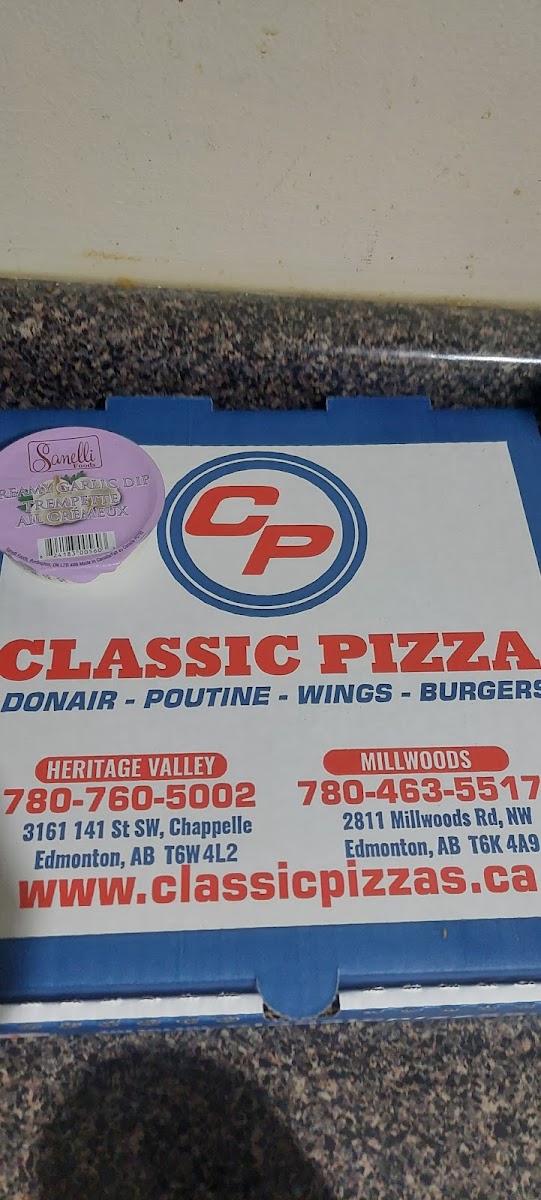 Sanelli
Foods
REAMY GARLIC DIP
TREMPETTE
AIL CRÉMEUX
CP
CLASSIC PIZZA
DONAIR - POUTINE - WINGS - BURGERS
HERITAGE VALLEY
780-760-5002
3161 141 St SW, Chappelle
Edmonton, AB T6W 4L2
MILLWOODS
780-463-5517
2811 Millwoods Rd, NW
Edmonton, AB T6K 4A9
www.classicpizzas.ca